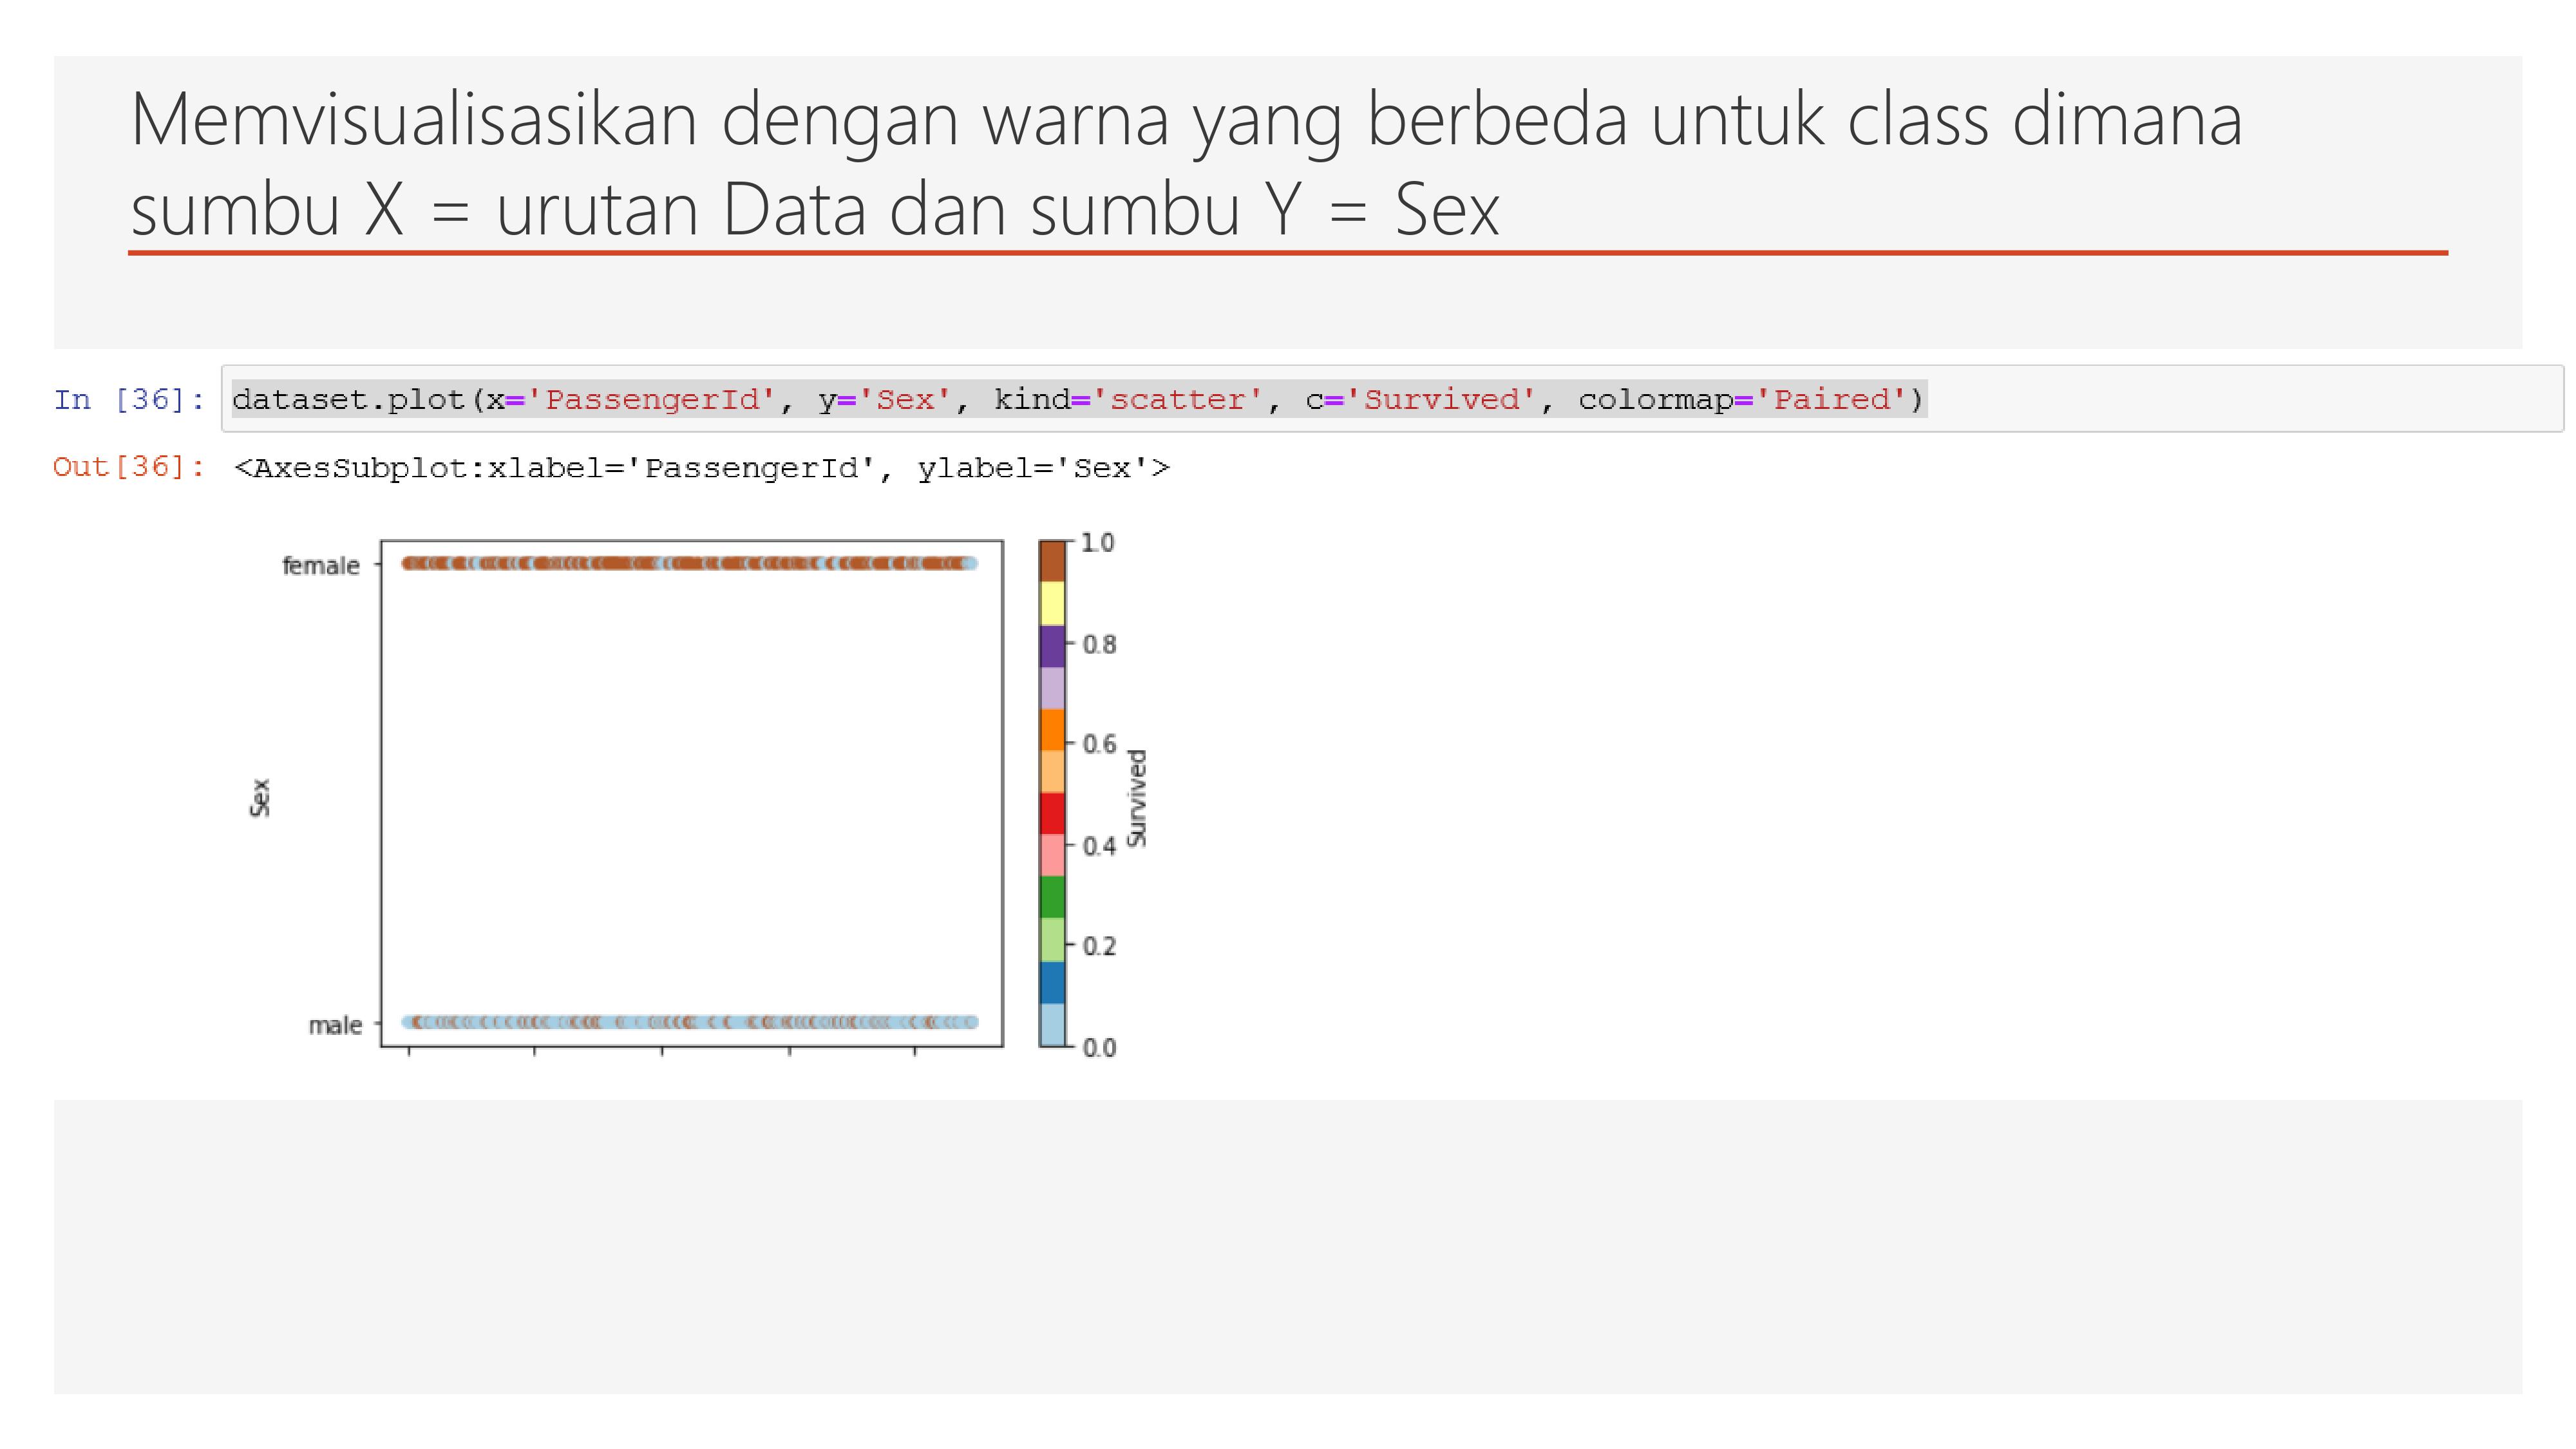 Memvisualisasikan dengan warna yang berbeda untuk class dimana
sumbu X = urutan Data dan sumbu Y = Sex
In [36]: dataset.plot(x='PassengerId', y='Sex', kind='scatter', c='Survived', colormap='Paired')
Out[36]: <AxesSubplot:xlabel='PassengerId', ylabel='Sex'>
female
male
Sex
1.0
0.8
0.6
0.4
0.2
0.0
Survived